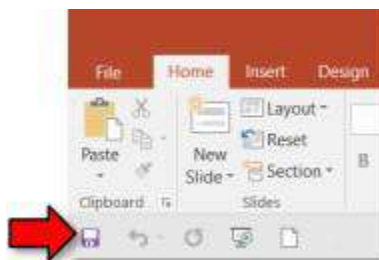 File Home Insert Design
Layout
Reset
Paste New Section
Slide
B
Clipboard Slides